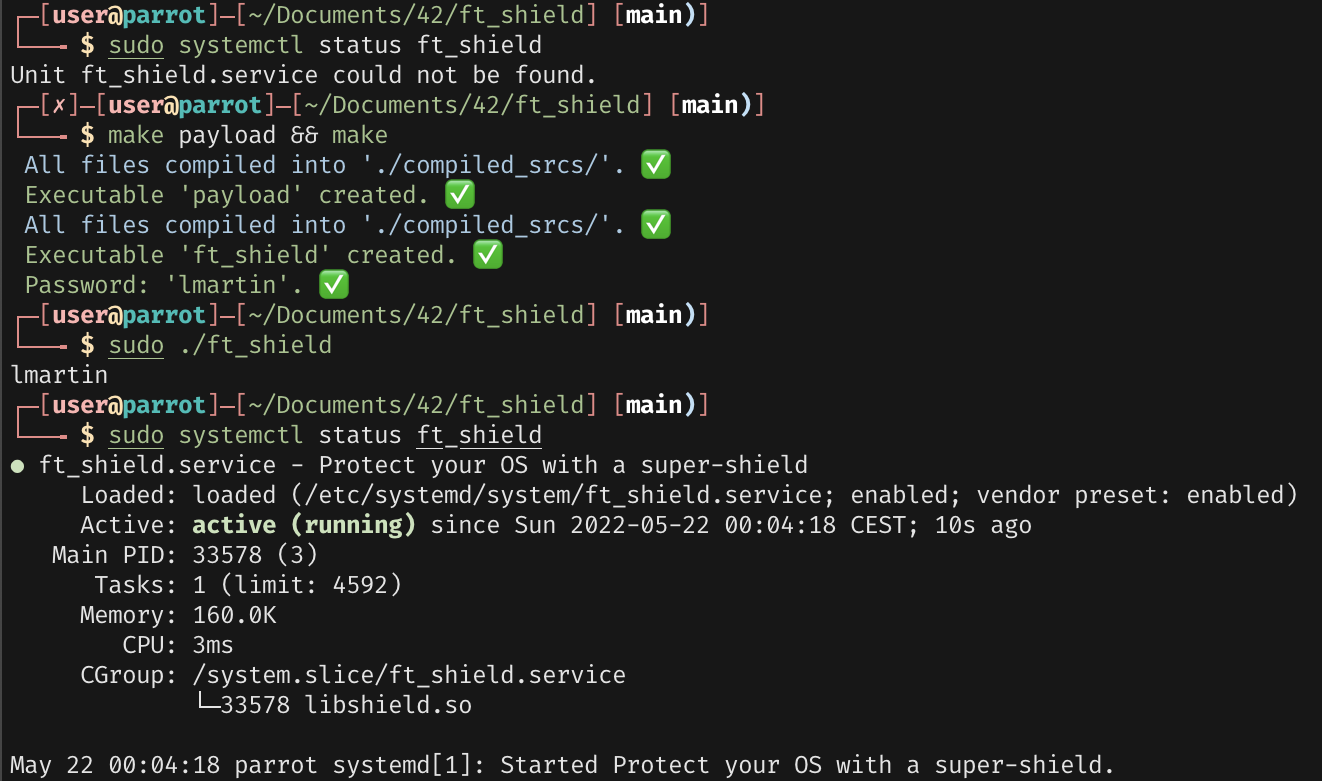 ┌─[user@parrot]─[~/Documents/42/ft_shield] [main)]
└──╼ $ sudo systemctl status ft_shield
Unit ft_shield.service could not be found.
┌─[✗]─[user@parrot]─[~/Documents/42/ft_shield] [main)]
└──╼ $ make payload && make
All files compiled into './compiled_srcs/'. ✅
Executable 'payload' created. ✅
All files compiled into './compiled_srcs/'. ✅
Executable 'ft_shield' created. ✅
Password: 'lmartin'. ✅
┌─[user@parrot]─[~/Documents/42/ft_shield] [main)]
└──╼ $ sudo ./ft_shield
lmartin
┌─[user@parrot]─[~/Documents/42/ft_shield] [main)]
└──╼ $ sudo systemctl status ft_shield
● ft_shield.service - Protect your OS with a super-shield
Loaded: loaded (/etc/systemd/system/ft_shield.service; enabled; vendor preset: enabled)
Active: active (running) since Sun 2022-05-22 00:04:18 CEST; 10s ago
Main PID: 33578 (3)
Tasks: 1 (limit: 4592)
Memory: 160.0K
CPU: 3ms
CGroup: /system.slice/ft_shield.service
└─33578 libshield.so
May 22 00:04:18 parrot systemd[1]: Started Protect your OS with a super-shield.